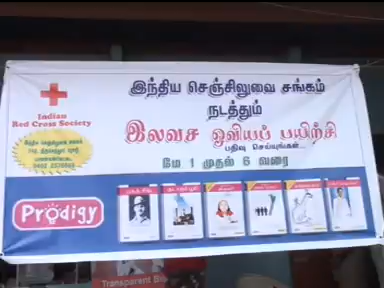 இந்திய செஞ்சிலுவை சங்கம்
நடத்தும்
இலவச ஓவியப் பயிற்சி
பதிவு செய்யுங்கள்...
மே 1 முதல் 6 வரை
Indian
Red Cross Society
Prodigy
Transparent